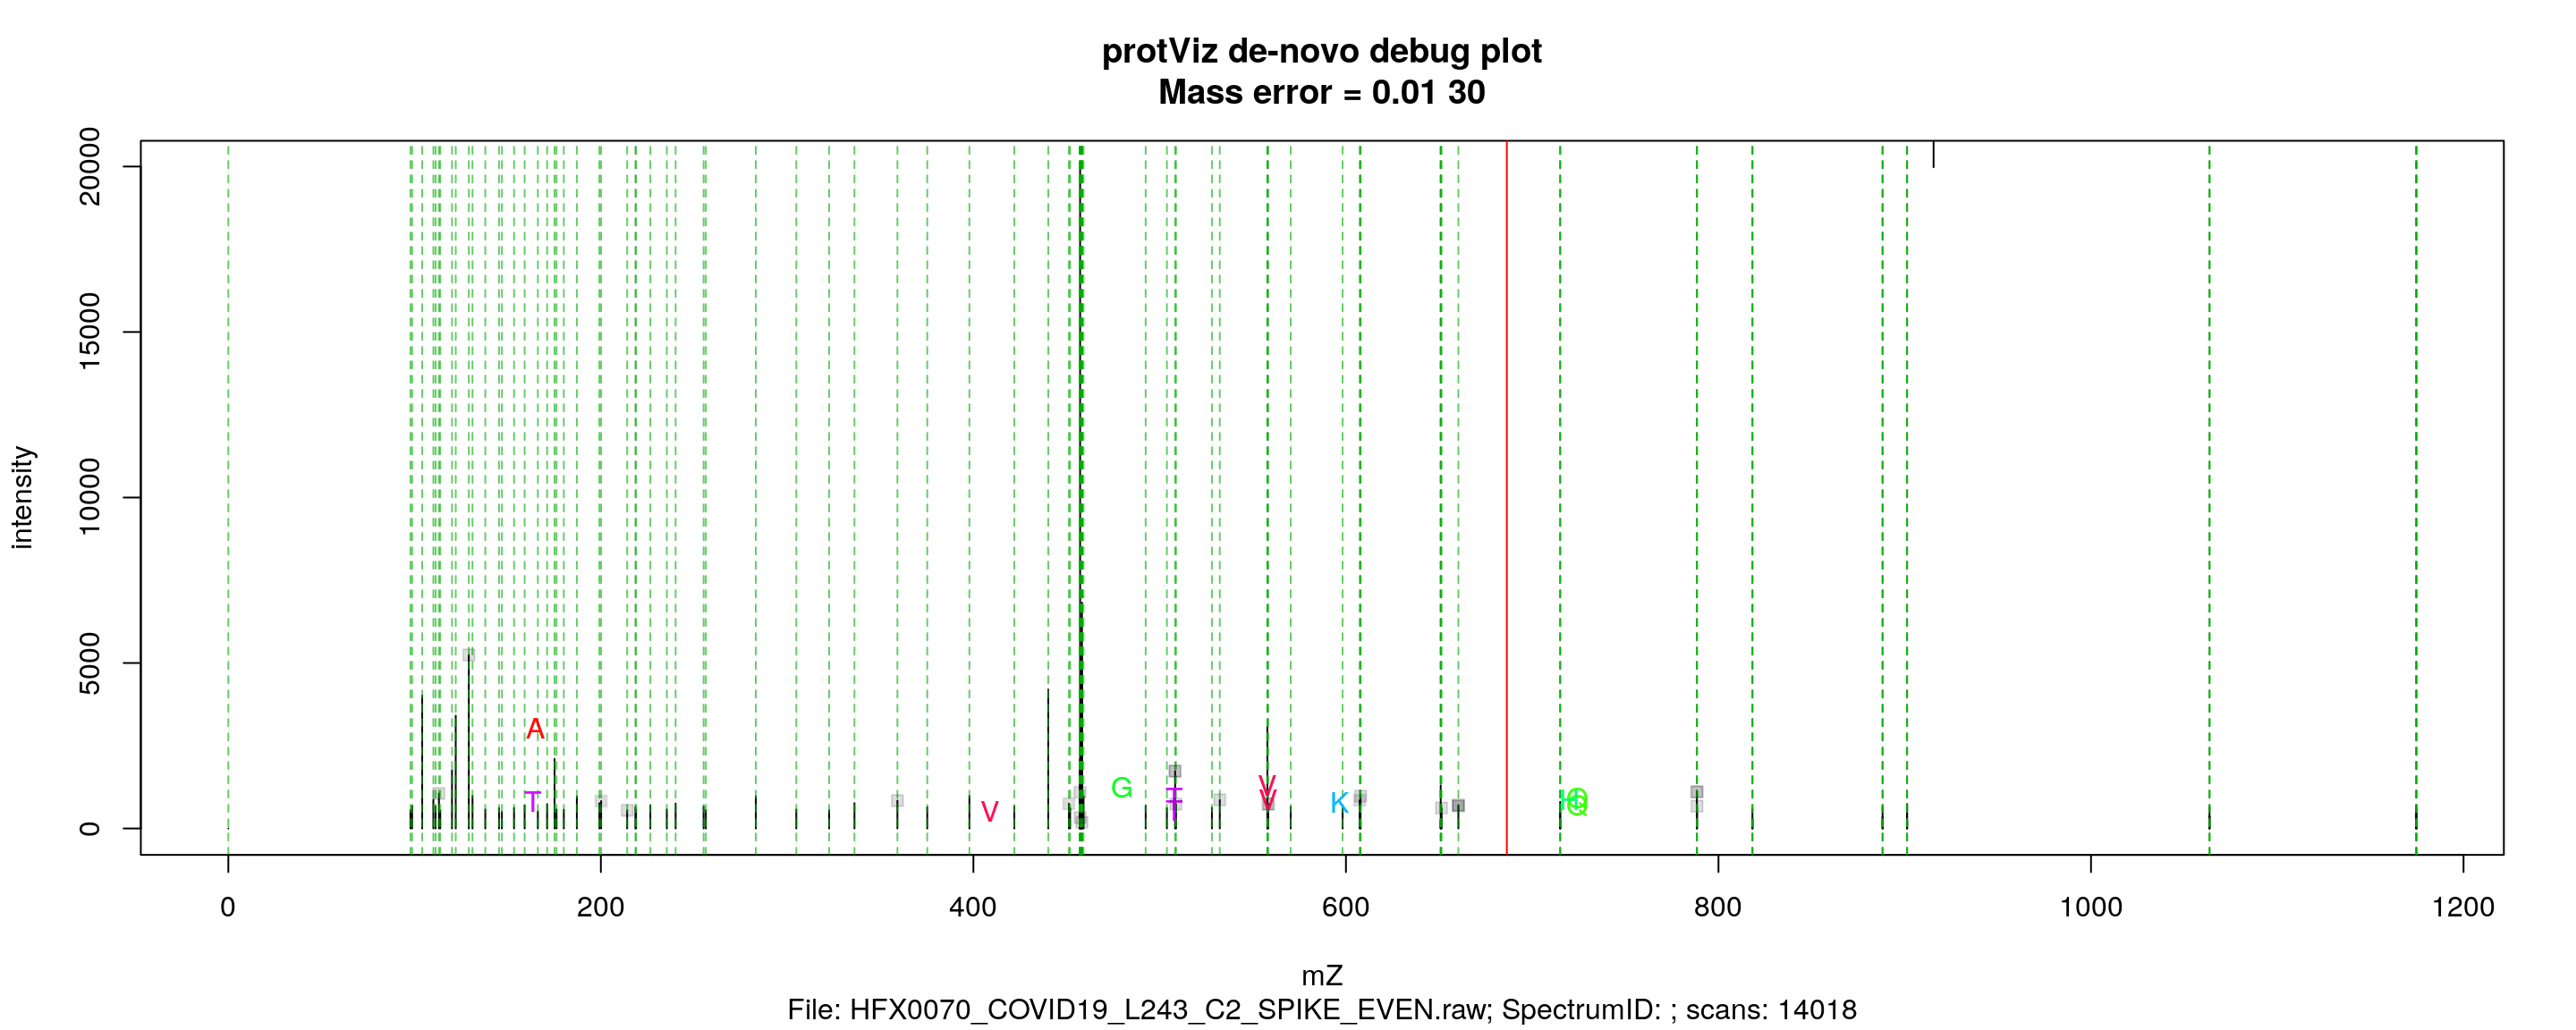 protViz de-novo debug plot
Mass error = 0.01 30
intensity
20000
15000
10000
5000
0
A
T
V
G
T
T
V
V
K
H
Q
Q
0 200 400 600 800 1000 1200
mZ
File: HFX0070_COVID19_L243_C2_SPIKE_EVEN.raw; SpectrumID: ; scans: 14018